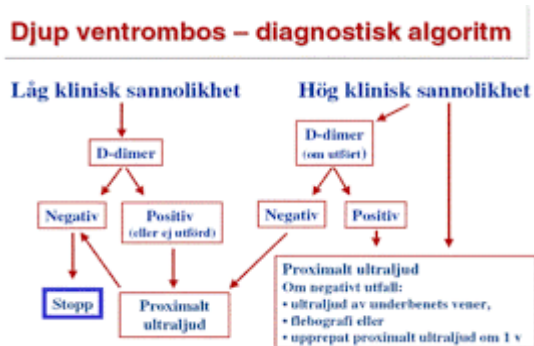 Djup ventrombos – diagnostisk algoritm
Låg klinisk sannolikhet
Hög klinisk sannolikhet
D-dimer
D-dimer
(om utfört)
Negativ
Positiv
(eller ej utförd)
Negativ
Positiv
Stopp
Proximalt
ultraljud
Proximalt ultraljud
Om negativt utfall:
• ultraljud av underbenets vener,
• flebografi eller
• upprepat proximalt ultraljud om 1 v